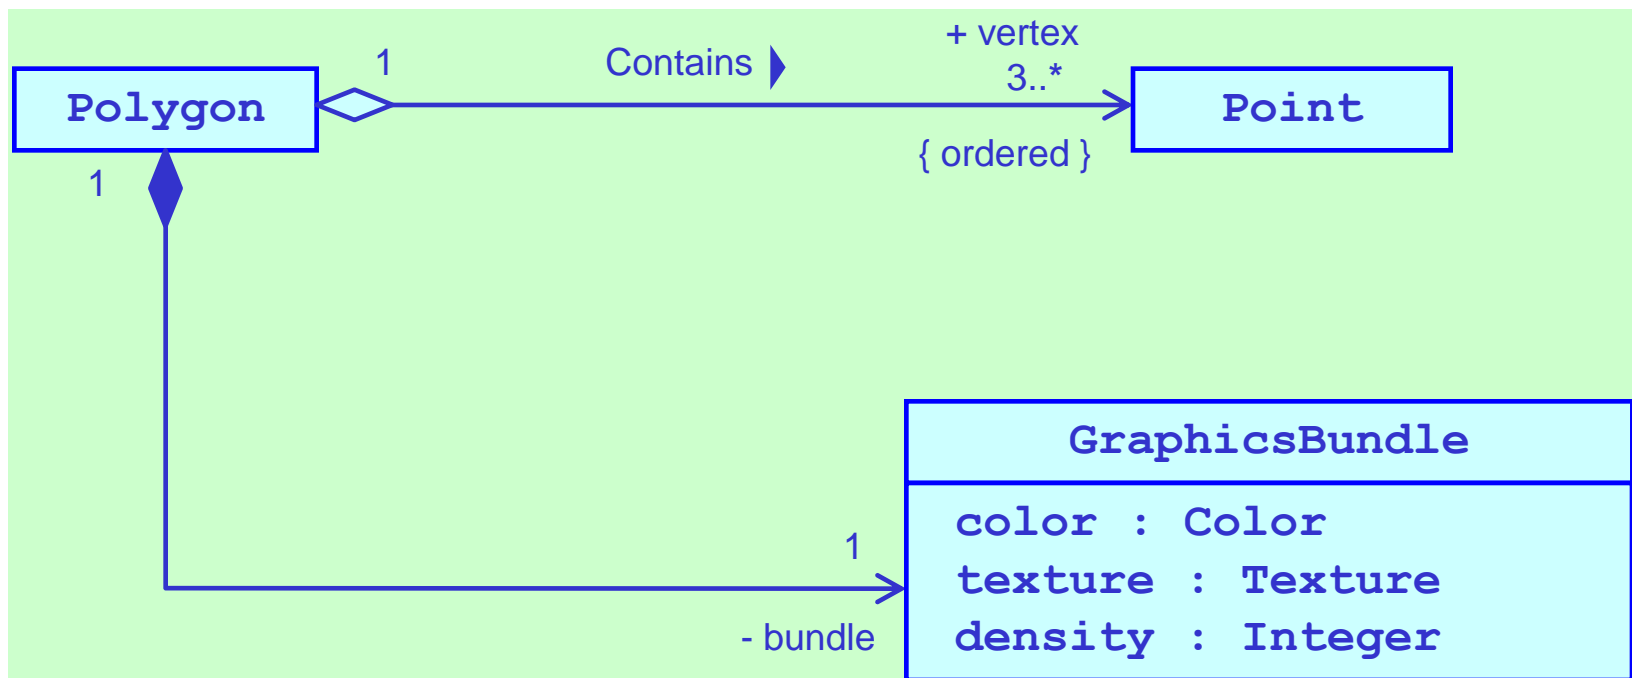 + vertex
1
Contains
3..*
Polygon
Point
{ ordered }
1
GraphicsBundle
color : Color
1
texture : Texture
- bundle
density : Integer